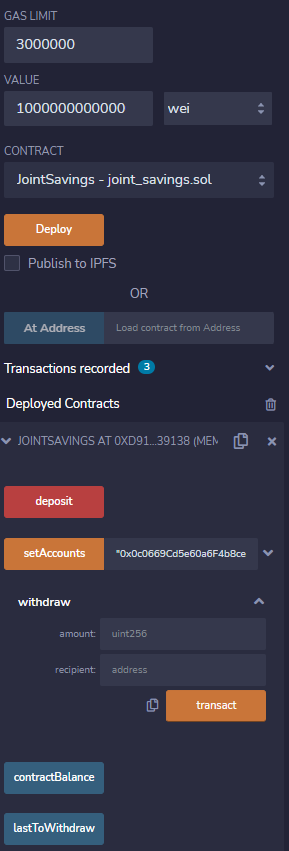 GAS LIMIT
3000000
VALUE
1000000000000
wei
CONTRACT
JointSavings - joint_savings.sol
Deploy
Publish to IPFS
OR
At Address
Load contract from Address
Transactions recorded 3
Deployed Contracts
JOINTSAVINGS AT 0XD91...39138 (MEM
deposit
setAccounts
"0x0c0669Cd5e60a6F4b8ce
withdraw
amount:
uint256
recipient:
address
transact
contractBalance
lastToWithdraw